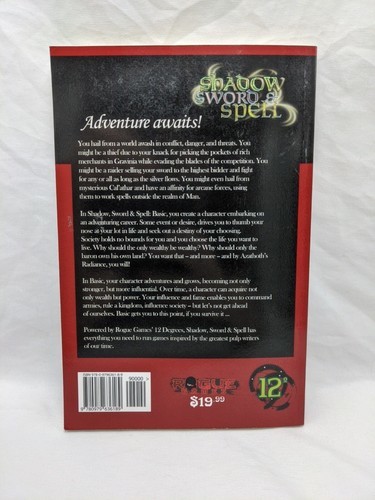 SHADOW
SWORD &
SPELL
Adventure awaits!
You hail from a world awash in conflict, danger, and threats. You
might be a thief due to your knack for picking the pockets of rich
merchants in Gravinia while evading the blades of the competition. You
might be a raider selling your sword to the highest bidder and fight
for any or all as long as the silver flows. You might even hail from
mysterious Cal'athar and have an affinity for arcane forces, using
them to work spells outside the realm of Man.
In Shadow, Sword & Spell: Basic, you create a character embarking on
an adventuring career. Some event or desire, drives you to thumb your
nose at your lot in life and seek out a destiny of your choosing.
Society holds no bounds for you and you choose the life you want to
live. Why should the only wealthy be wealthy? Why should only the
baron own his own land? You want that – and more – and by Azathoth's
Radiance, you will!
In Basic, your character adventures and grows, becoming not only
stronger, but more influential. Over time, a character can acquire not
only wealth but power. Your influence and fame enables you to command
armies, rule a kingdom, influence society – but let's not get ahead
of ourselves. Basic gets you to this point, if you survive it ...
Powered by Rogue Games' 12 Degrees, Shadow, Sword & Spell has
everything you need to run games inspired by the greatest pulp writers
of our time.
90000
ROGUE
$19.99
12°